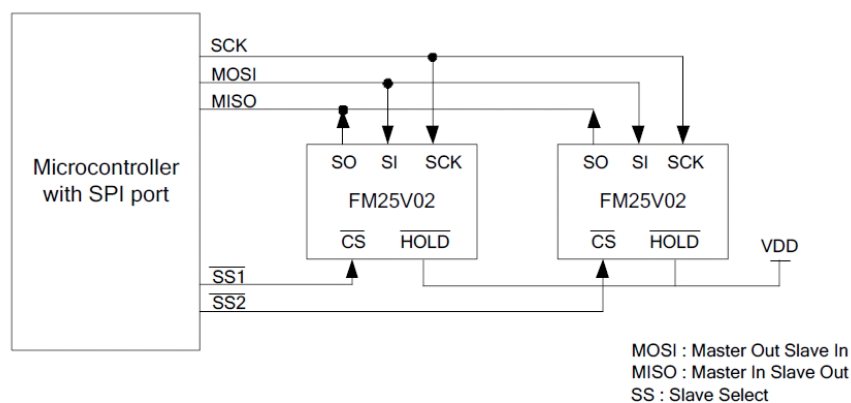 SCK
MOSI
MISO
Microcontroller
with SPI port
SO SI SCK
FM25V02
CS HOLD
SO SI SCK
FM25V02
CS HOLD
VDD
SS1
SS2
MOSI : Master Out Slave In
MISO : Master In Slave Out
SS : Slave Select